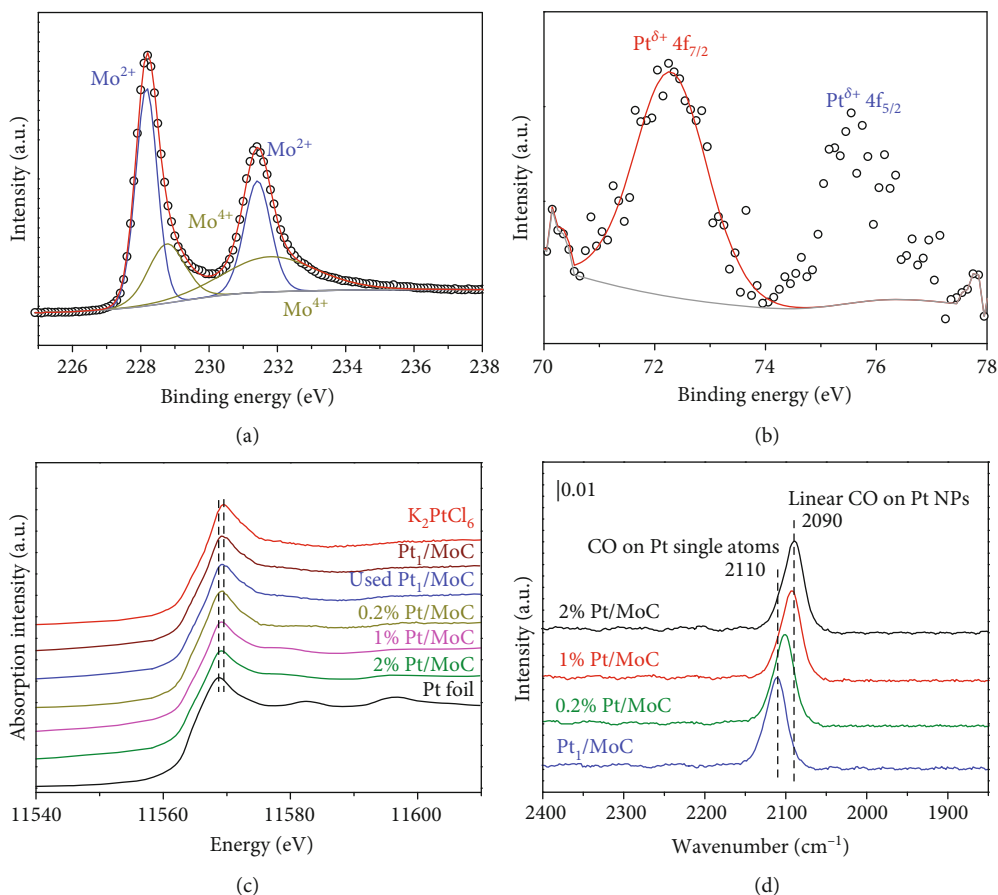 Intensity (a.u.)
Mo²⁺
Mo²⁺
Mo⁴⁺
Mo⁴⁺
226 228 230 232 234 236 238
Binding energy (eV)
(a)
Intensity (a.u.)
Pt^δ+ 4f₇/₂
Pt^δ+ 4f₅/₂
70 72 74 76 78
Binding energy (eV)
(b)
Absorption intensity (a.u.)
K₂PtCl₆
Pt₁/MoC
Used Pt₁/MoC
0.2% Pt/MoC
1% Pt/MoC
2% Pt/MoC
Pt foil
11540 11560 11580 11600
Energy (eV)
(c)
Intensity (a.u.)
0.01
Linear CO on Pt NPs
2090
CO on Pt single atoms
2110
2% Pt/MoC
1% Pt/MoC
0.2% Pt/MoC
Pt₁/MoC
2400 2300 2200 2100 2000 1900
Wavenumber (cm⁻¹)
(d)